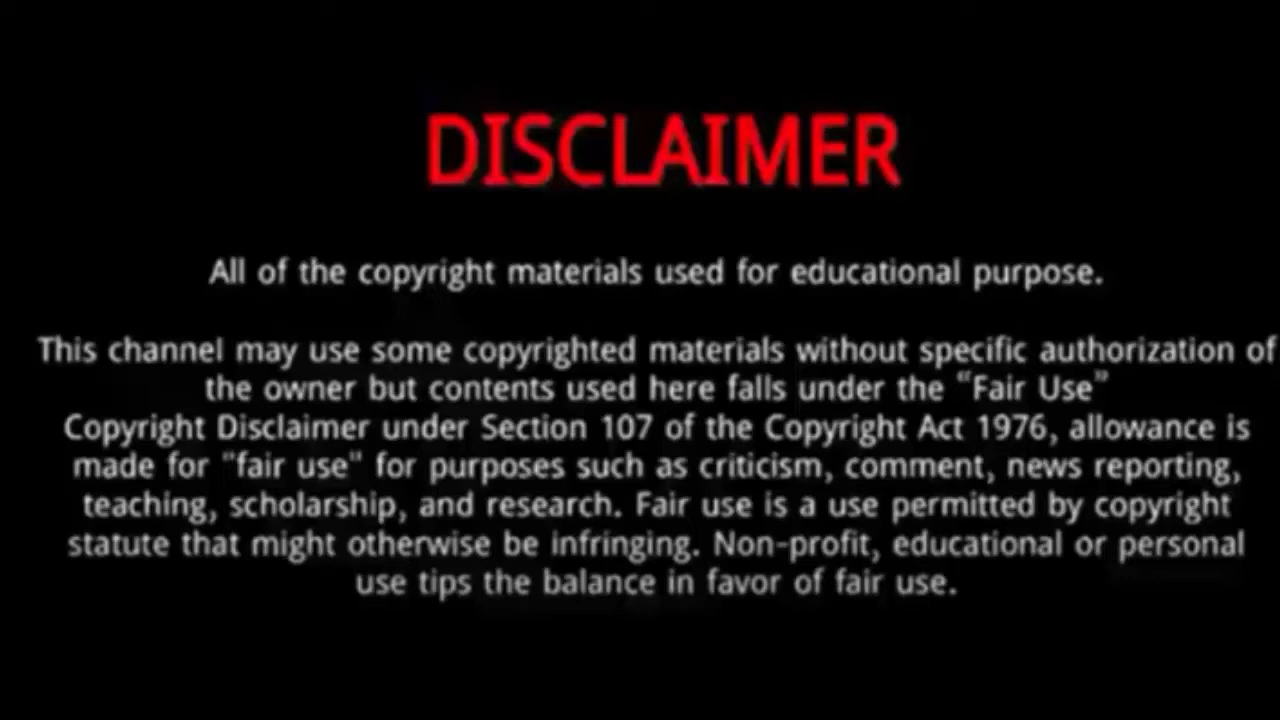 DISCLAIMER
All of the copyright materials used for educational purpose.
This channel may use some copyrighted materials without specific authorization of
the owner but contents used here falls under the “Fair Use”
Copyright Disclaimer under Section 107 of the Copyright Act 1976, allowance is
made for "fair use" for purposes such as criticism, comment, news reporting,
teaching, scholarship, and research. Fair use is a use permitted by copyright
statute that might otherwise be infringing. Non-profit, educational or personal
use tips the balance in favor of fair use.